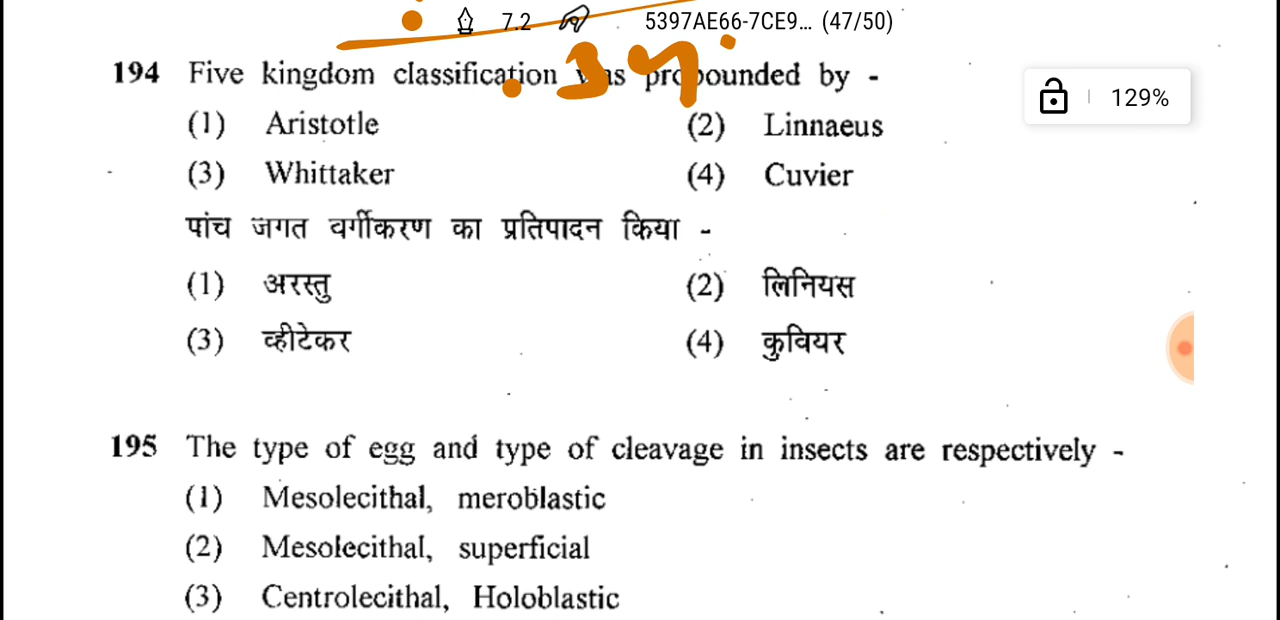 7.2 5397AE66-7CE9... (47/50)
194 Five kingdom classification was propounded by -
129%
(1) Aristotle (2) Linnaeus
(3) Whittaker (4) Cuvier
पांच जगत वर्गीकरण का प्रतिपादन किया -
(1) अरस्तु (2) लिनियस
(3) व्हीटेकर (4) कुवियर
195 The type of egg and type of cleavage in insects are respectively -
(1) Mesolecithal, meroblastic
(2) Mesolecithal, superficial
(3) Centrolecithal, Holoblastic